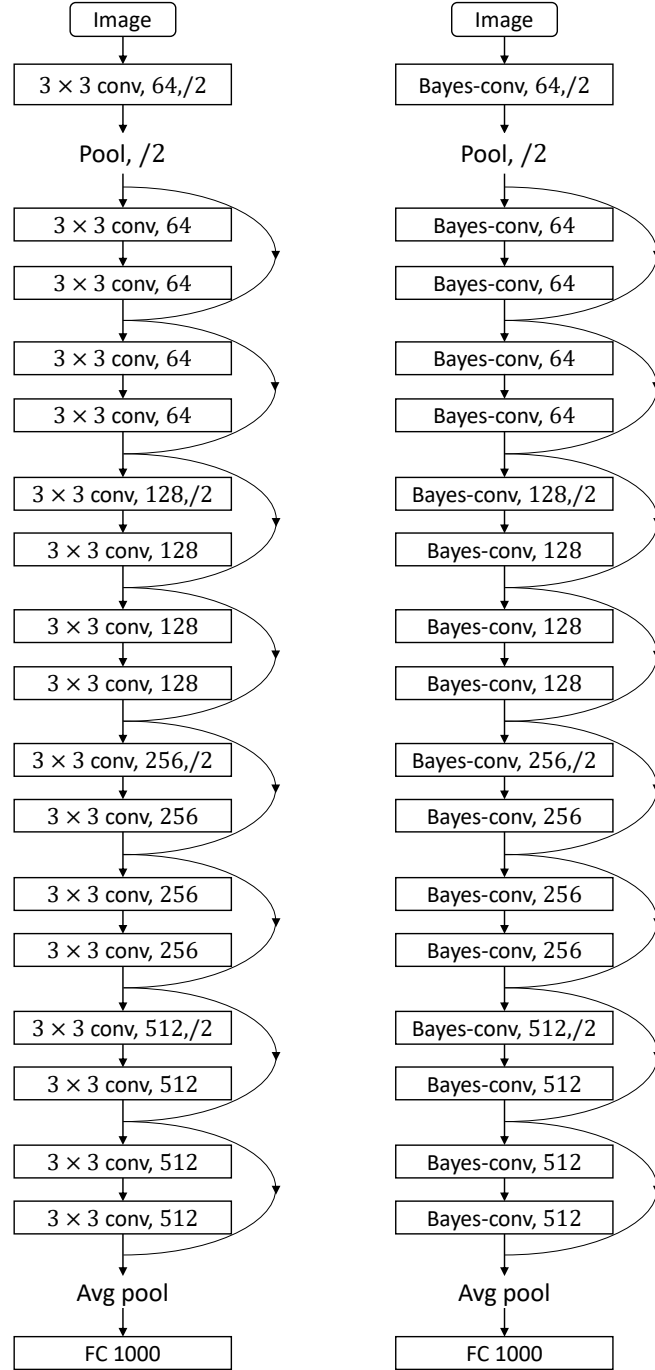 Image
3 × 3 conv, 64,/2
Pool, /2
3 × 3 conv, 64
3 × 3 conv, 64
3 × 3 conv, 64
3 × 3 conv, 64
3 × 3 conv, 128,/2
3 × 3 conv, 128
3 × 3 conv, 128
3 × 3 conv, 128
3 × 3 conv, 256,/2
3 × 3 conv, 256
3 × 3 conv, 256
3 × 3 conv, 256
3 × 3 conv, 512,/2
3 × 3 conv, 512
3 × 3 conv, 512
3 × 3 conv, 512
Avg pool
FC 1000
Image
Bayes-conv, 64,/2
Pool, /2
Bayes-conv, 64
Bayes-conv, 64
Bayes-conv, 64
Bayes-conv, 64
Bayes-conv, 128,/2
Bayes-conv, 128
Bayes-conv, 128
Bayes-conv, 128
Bayes-conv, 256,/2
Bayes-conv, 256
Bayes-conv, 256
Bayes-conv, 256
Bayes-conv, 512,/2
Bayes-conv, 512
Bayes-conv, 512
Bayes-conv, 512
Avg pool
FC 1000